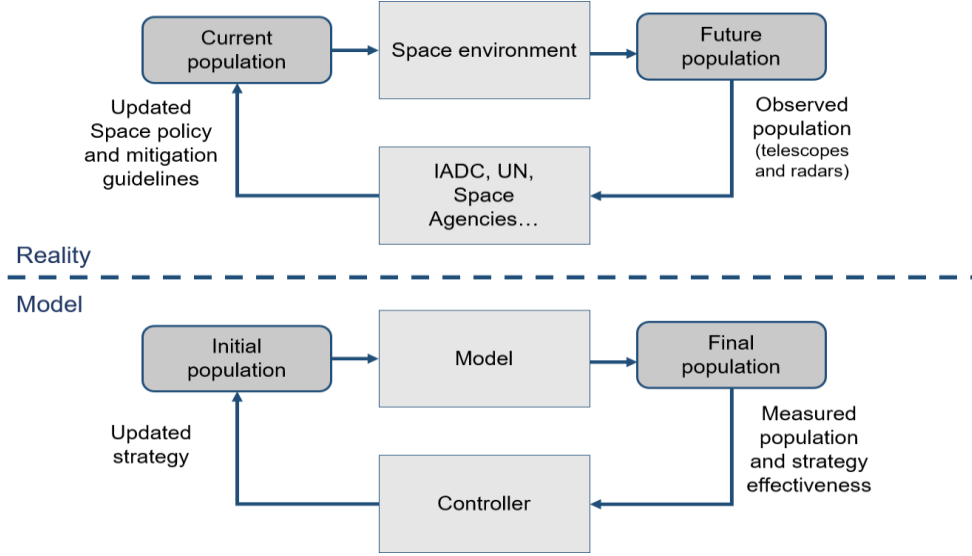 Current
population
Space environment
Future
population
Updated
Space policy
and mitigation
guidelines
Observed
population
(telescopes
and radars)
IADC, UN,
Space
Agencies…
Reality
Model
Initial
population
Model
Final
population
Updated
strategy
Measured
population
and strategy
effectiveness
Controller